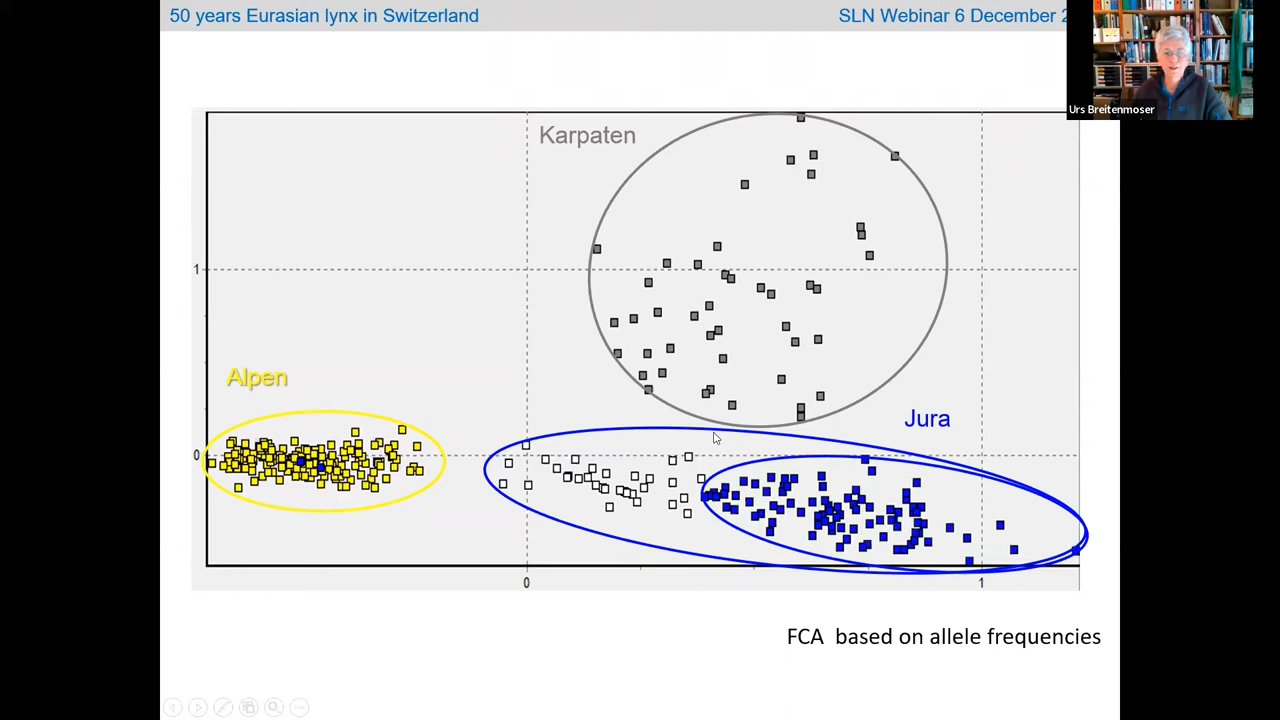 50 years Eurasian lynx in Switzerland
SLN Webinar 6 December
Urs Breitenmoser
Karpaten
1
Alpen
Jura
0
0
1
FCA based on allele frequencies